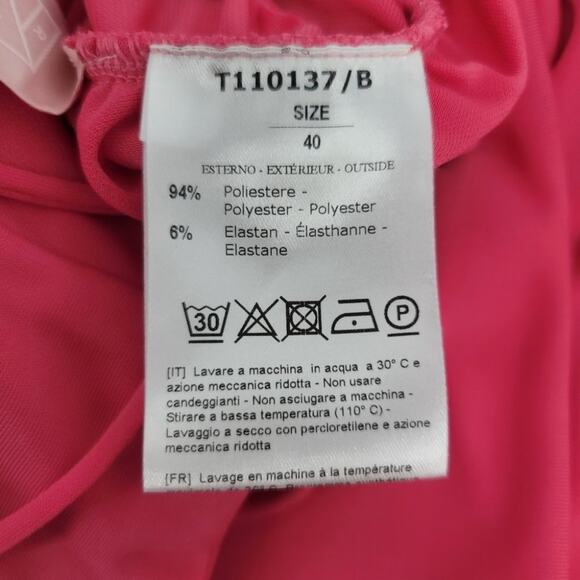 T110137/B
SIZE
40
ESTERNO - EXTÉRIEUR - OUTSIDE
94% Poliestere -
Polyester - Polyester
6% Elastan - Élasthanne -
Elastane
30
P
[IT] Lavare a macchina in acqua a 30° C e
azione meccanica ridotta - Non usare
candeggianti - Non asciugare a macchina -
Stirare a bassa temperatura (110° C) -
Lavaggio a secco con percloretilene e azione
meccanica ridotta
[FR] Lavage en machine à la température